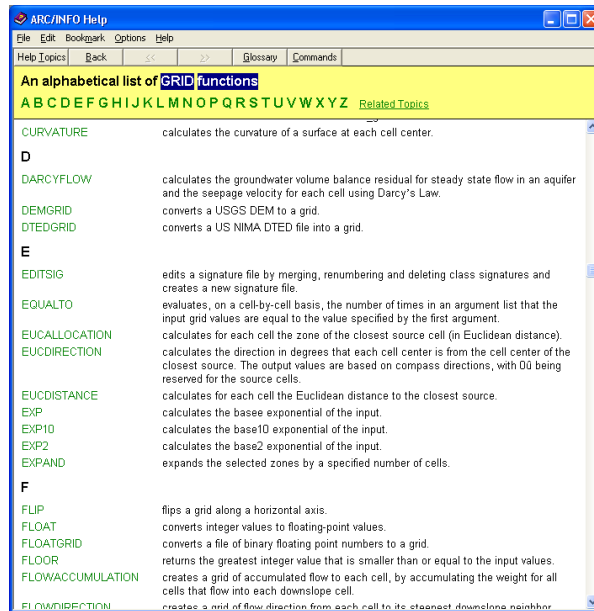 ARC/INFO Help
File Edit Bookmark Options Help
Help Topics Back << >> Glossary Commands
An alphabetical list of GRID functions
A B C D E F G H I J K L M N O P Q R S T U V W X Y Z Related Topics
CURVATURE calculates the curvature of a surface at each cell center.
D
DARCYFLOW calculates the groundwater volume balance residual for steady state flow in an aquifer
and the seepage velocity for each cell using Darcy's Law.
DEMGRID converts a USGS DEM to a grid.
DTEDGRID converts a US NIMA DTED file into a grid.
E
EDITSIG edits a signature file by merging, renumbering and deleting class signatures and
creates a new signature file.
EQUALTO evaluates, on a cell-by-cell basis, the number of times in an argument list that the
input grid values are equal to the value specified by the first argument.
EUCALLOCATION calculates for each cell the zone of the closest source cell (in Euclidean distance).
EUCDIRECTION calculates the direction in degrees that each cell center is from the cell center of the
closest source. The output values are based on compass directions, with 0û being
reserved for the source cells.
EUCDISTANCE calculates for each cell the Euclidean distance to the closest source.
EXP calculates the basee exponential of the input.
EXP10 calculates the base10 exponential of the input.
EXP2 calculates the base2 exponential of the input.
EXPAND expands the selected zones by a specified number of cells.
F
FLIP flips a grid along a horizontal axis.
FLOAT converts integer values to floating-point values.
FLOATGRID converts a file of binary floating point numbers to a grid.
FLOOR returns the greatest integer value that is smaller than or equal to the input values.
FLOWACCUMULATION creates a grid of accumulated flow to each cell, by accumulating the weight for all
cells that flow into each downslope cell.
FLOWDIRECTION creates a grid of flow direction from each cell to its steepest downslope neighbor